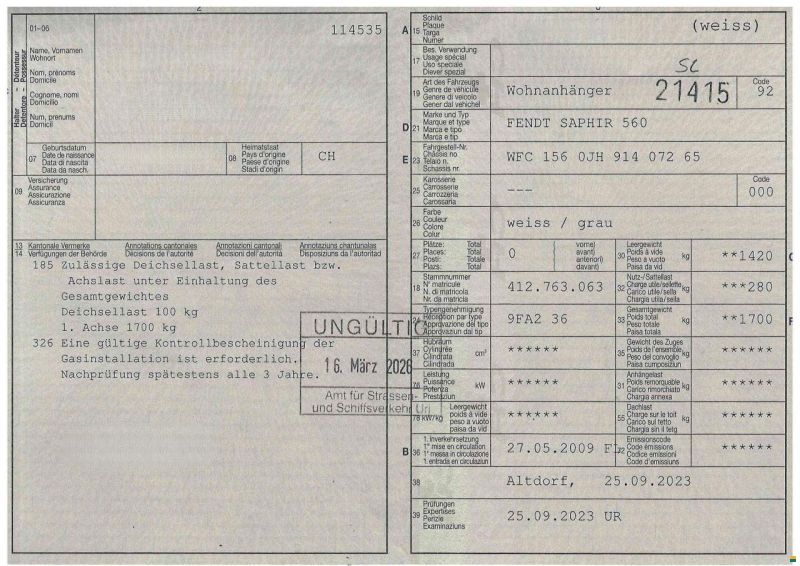 01-06
114535
Halter - Détenteur
Detentore - Possessur
Name, Vornamen
Wohnort
Nom, prénoms
Domicile
Cognome, nomi
Domicilio
Num, prenums
Domicil
07
Geburtsdatum
Date de naissance
Data di nascita
Data da nasch.
08
Heimatstaat
Pays d'origine
Paese d'origine
Stadi d'origin
CH
09
Versicherung
Assurance
Assicurazione
Assicuranza
13 Kantonale Vermerke Annotations cantonales Annotazioni cantonali Annotaziuns chantunalas
14 Verfügungen der Behörde Décisions de l'autorité Decisioni dell'autorità Disposiziuns da l'autoritad
185 Zulässige Deichsellast, Sattellast bzw.
Achslast unter Einhaltung des
Gesamtgewichtes
Deichsellast 100 kg
1. Achse 1700 kg
326 Eine gültige Kontrollbescheinigung der
Gasinstallation ist erforderlich.
Nachprüfung spätestens alle 3 Jahre.
UNGÜLTIG
16. März 2026
Amt für Strassen-
und Schiffsverkehr Uri
A 15
Schild
Plaque
Targa
Numer
(weiss)
17
Bes. Verwendung
Usage spécial
Uso speciale
Diever spezial
SC
19
Art des Fahrzeugs
Genre de véhicule
Genere di veicolo
Gener dal vehichel
Wohnanhänger
21415
Code
92
D 21
Marke und Typ
Marque et type
Marca e tipo
Marca e tip
FENDT SAPHIR 560
E 23
Fahrgestell-Nr.
Châssis no
Telaio n.
Schassis nr.
WFC 156 0JH 914 072 65
25
Karosserie
Carrosserie
Carrozzeria
Carossaria
---
Code
000
26
Farbe
Couleur
Colore
Colur
weiss / grau
27
Plätze: Total
Places: Total
Posti: Totale
Plazs: Total
0
(vorne)
avant)
anteriori)
davant)
30
Leergewicht
Poids à vide
Peso a vuoto
Paisa da vid
kg
**1420
18
Stammnummer
N° matricule
N. di matricola
Nr. da matricla
412.763.063
32
Nutz-/Sattellast
Charge utile/sellette
Carico utile/sella
Chargia utila/sella
kg
***280
24
Typengenehmigung
Réception par type
Approvazione del tipo
Approvaziun dal tip
9FA2 36
33
Gesamtgewicht
Poids total
Peso totale
Paisa totala
kg
**1700
F
37
Hubraum
Cylindrée
Cilindrata
Cilindrada
cm³
******
35
Gewicht des Zuges
Poids de l'ensemble
Peso del convoglio
Paisa cumposiziun
kg
******
76
Leistung
Puissance
Potenza
Prestaziun
kW
******
31
Anhängelast
Poids remorquable
Carico rimorchiato
Chargia annexa
kg
******
78 kW/kg
Leergewicht
poids à vide
peso a vuoto
paisa da vid
******
55
Dachlast
Charge sur le toit
Carico sul tetto
Chargia sin il tetg
kg
******
B 36
1. Inverkehrsetzung
1re mise en circulation
1a messa in circolazione
1. entrada en circulaziun
27.05.2009
72
Emissionscode
Code émissions
Codice emissioni
Code d'emissiuns
******
38
Altdorf, 25.09.2023
39
Prüfungen
Expertises
Perizie
Examinaziuns
25.09.2023 UR